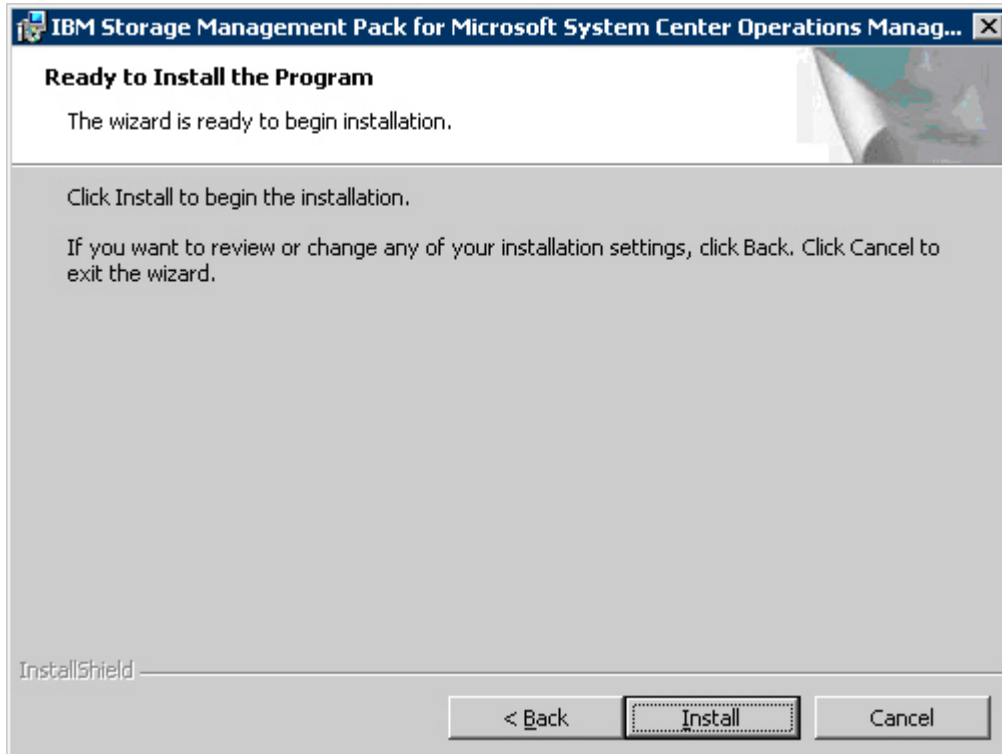 IBM Storage Management Pack for Microsoft System Center Operations Manag...
Ready to Install the Program
The wizard is ready to begin installation.
Click Install to begin the installation.
If you want to review or change any of your installation settings, click Back. Click Cancel to
exit the wizard.
InstallShield
< Back
Install
Cancel